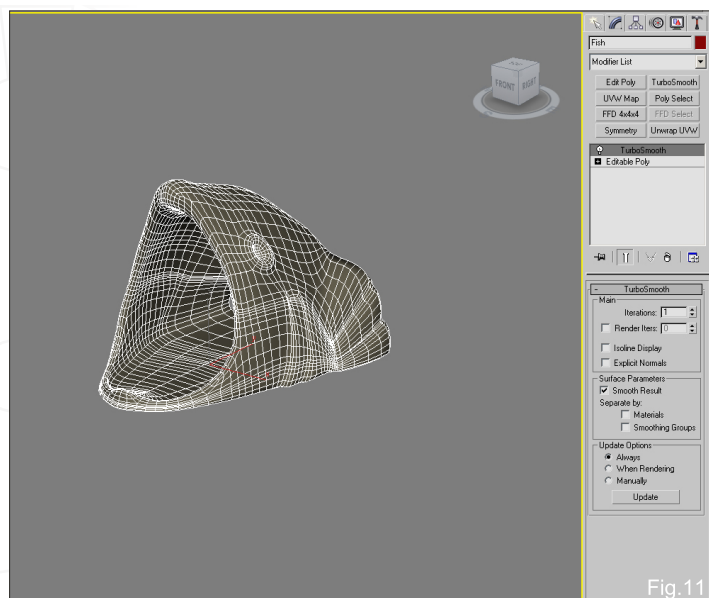 Fish
Modifier List
Edit Poly TurboSmooth
UVW Map Poly Select
FFD 4x4x4 FFD Select
Symmetry Unwrap UVW
TurboSmooth
Editable Poly
FRONT RIGHT
- TurboSmooth
Main
Iterations: 1
Render Iters: 0
Isoline Display
Explicit Normals
Surface Parameters
Smooth Result
Separate by:
Materials
Smoothing Groups
Update Options
Always
When Rendering
Manually
Update
Fig.11